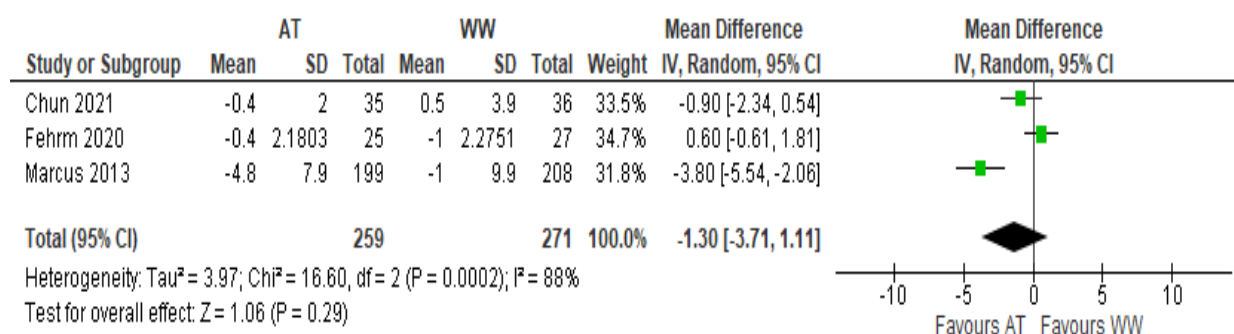 AT WW Mean Difference Mean Difference
Study or Subgroup Mean SD Total Mean SD Total Weight IV, Random, 95% CI IV, Random, 95% CI
Chun 2021 -0.4 2 35 0.5 3.9 36 33.5% -0.90 [-2.34, 0.54]
Fehrm 2020 -0.4 2.1803 25 -1 2.2751 27 34.7% 0.60 [-0.61, 1.81]
Marcus 2013 -4.8 7.9 199 -1 9.9 208 31.8% -3.80 [-5.54, -2.06]
Total (95% CI) 259 271 100.0% -1.30 [-3.71, 1.11]
Heterogeneity: Tau² = 3.97; Chi² = 16.60, df = 2 (P = 0.0002); I² = 88%
Test for overall effect: Z = 1.06 (P = 0.29)
-10 -5 0 5 10
Favours AT Favours WW